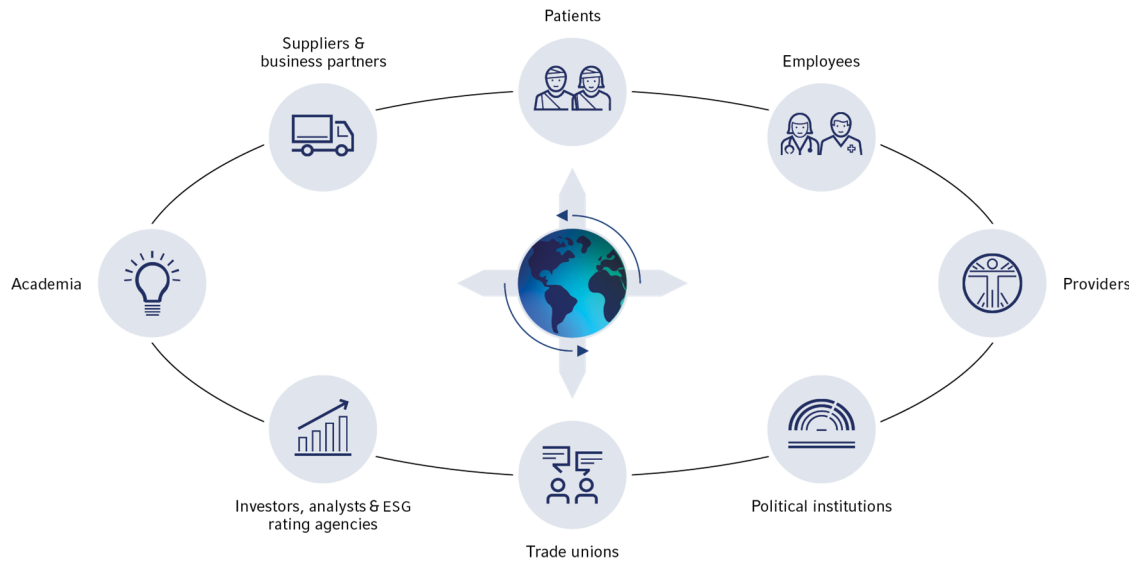 Patients
Suppliers &
business partners
Employees
Academia
Providers
Investors, analysts & ESG
rating agencies
Political institutions
Trade unions